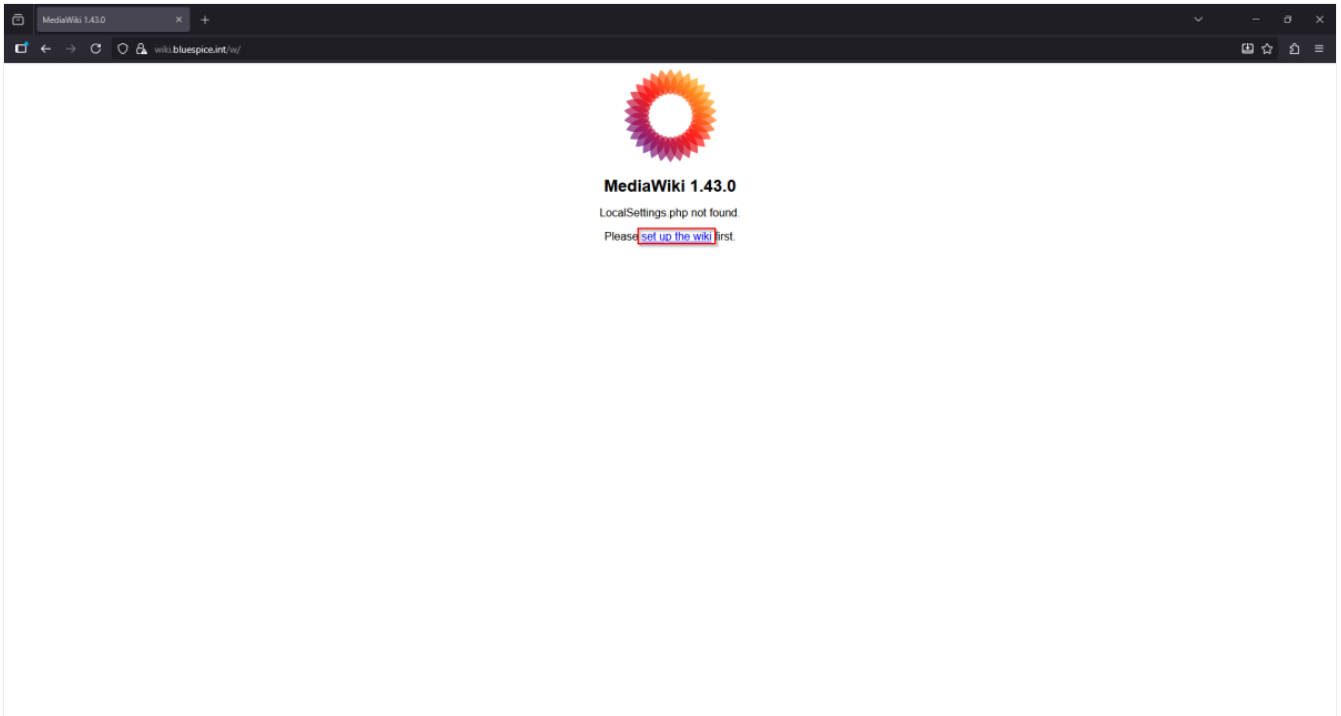 MediaWiki 1.43.0
wiki.bluespice.int/w/
MediaWiki 1.43.0
LocalSettings.php not found.
Please set up the wiki first.